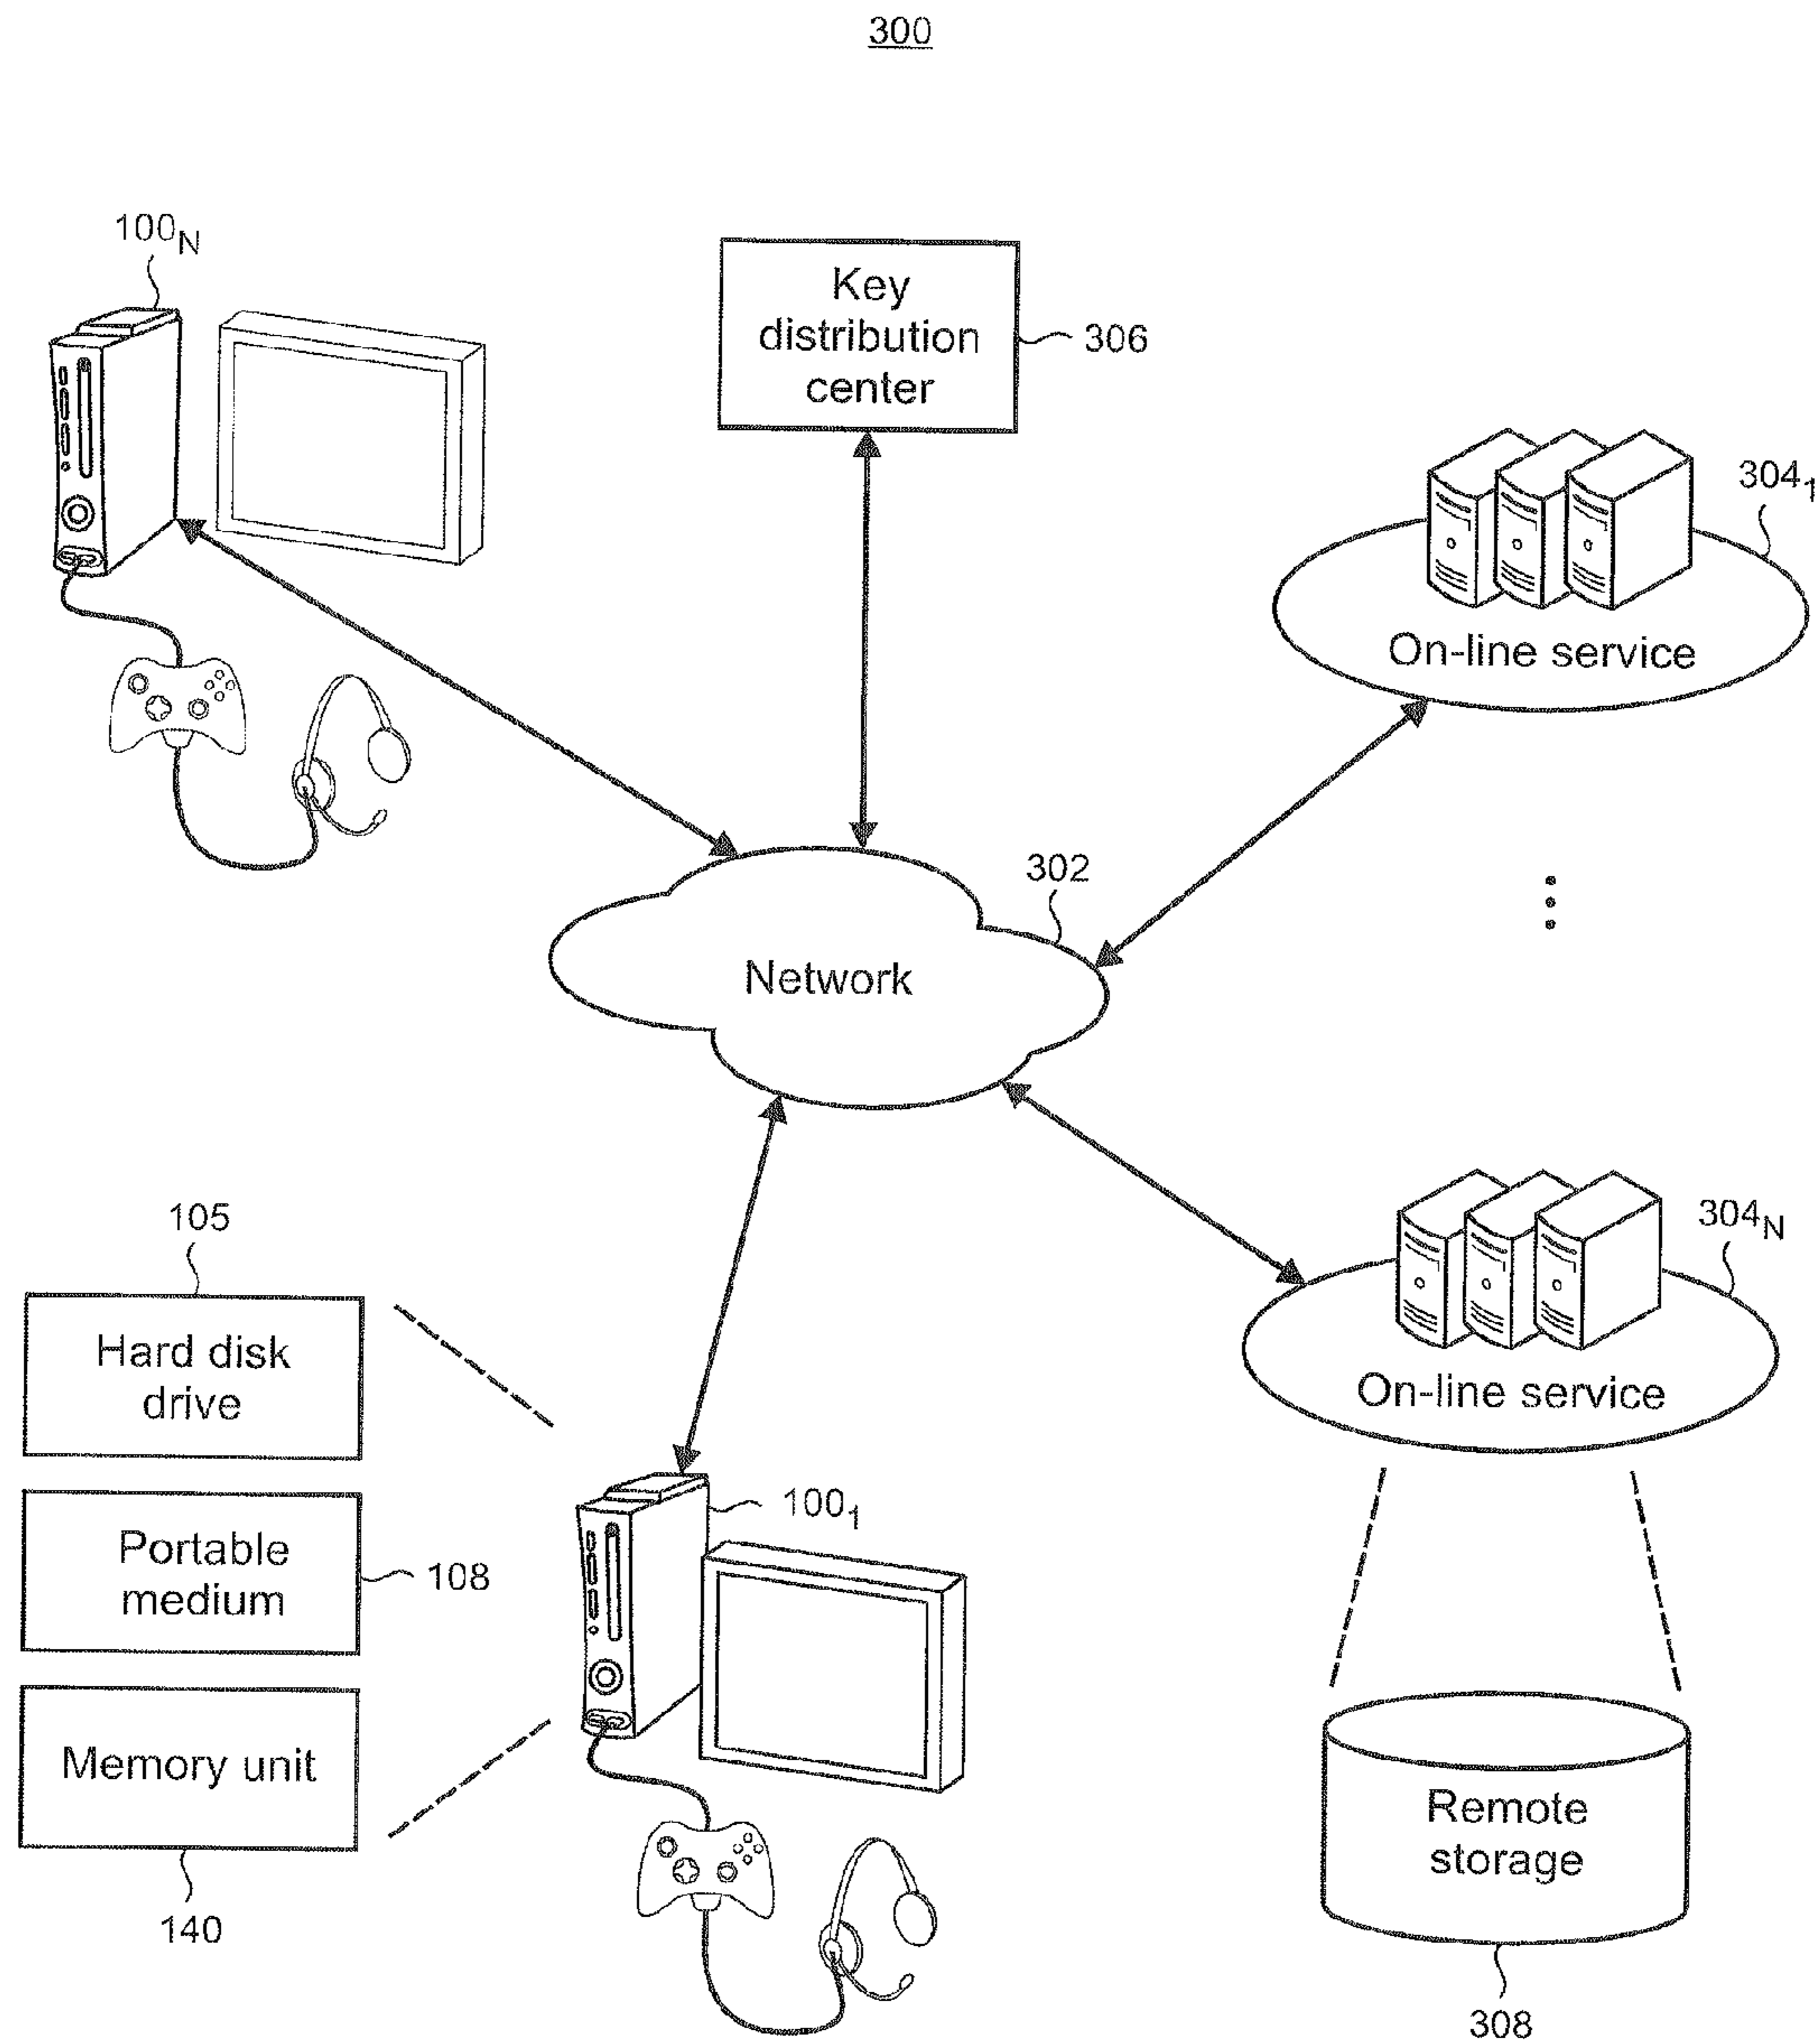 300
100N
Key
distribution
center
306
3041
On-line service
302
Network
105
Hard disk
drive
304N
On-line service
1001
Portable
medium
108
Memory unit
140
Remote
storage
308